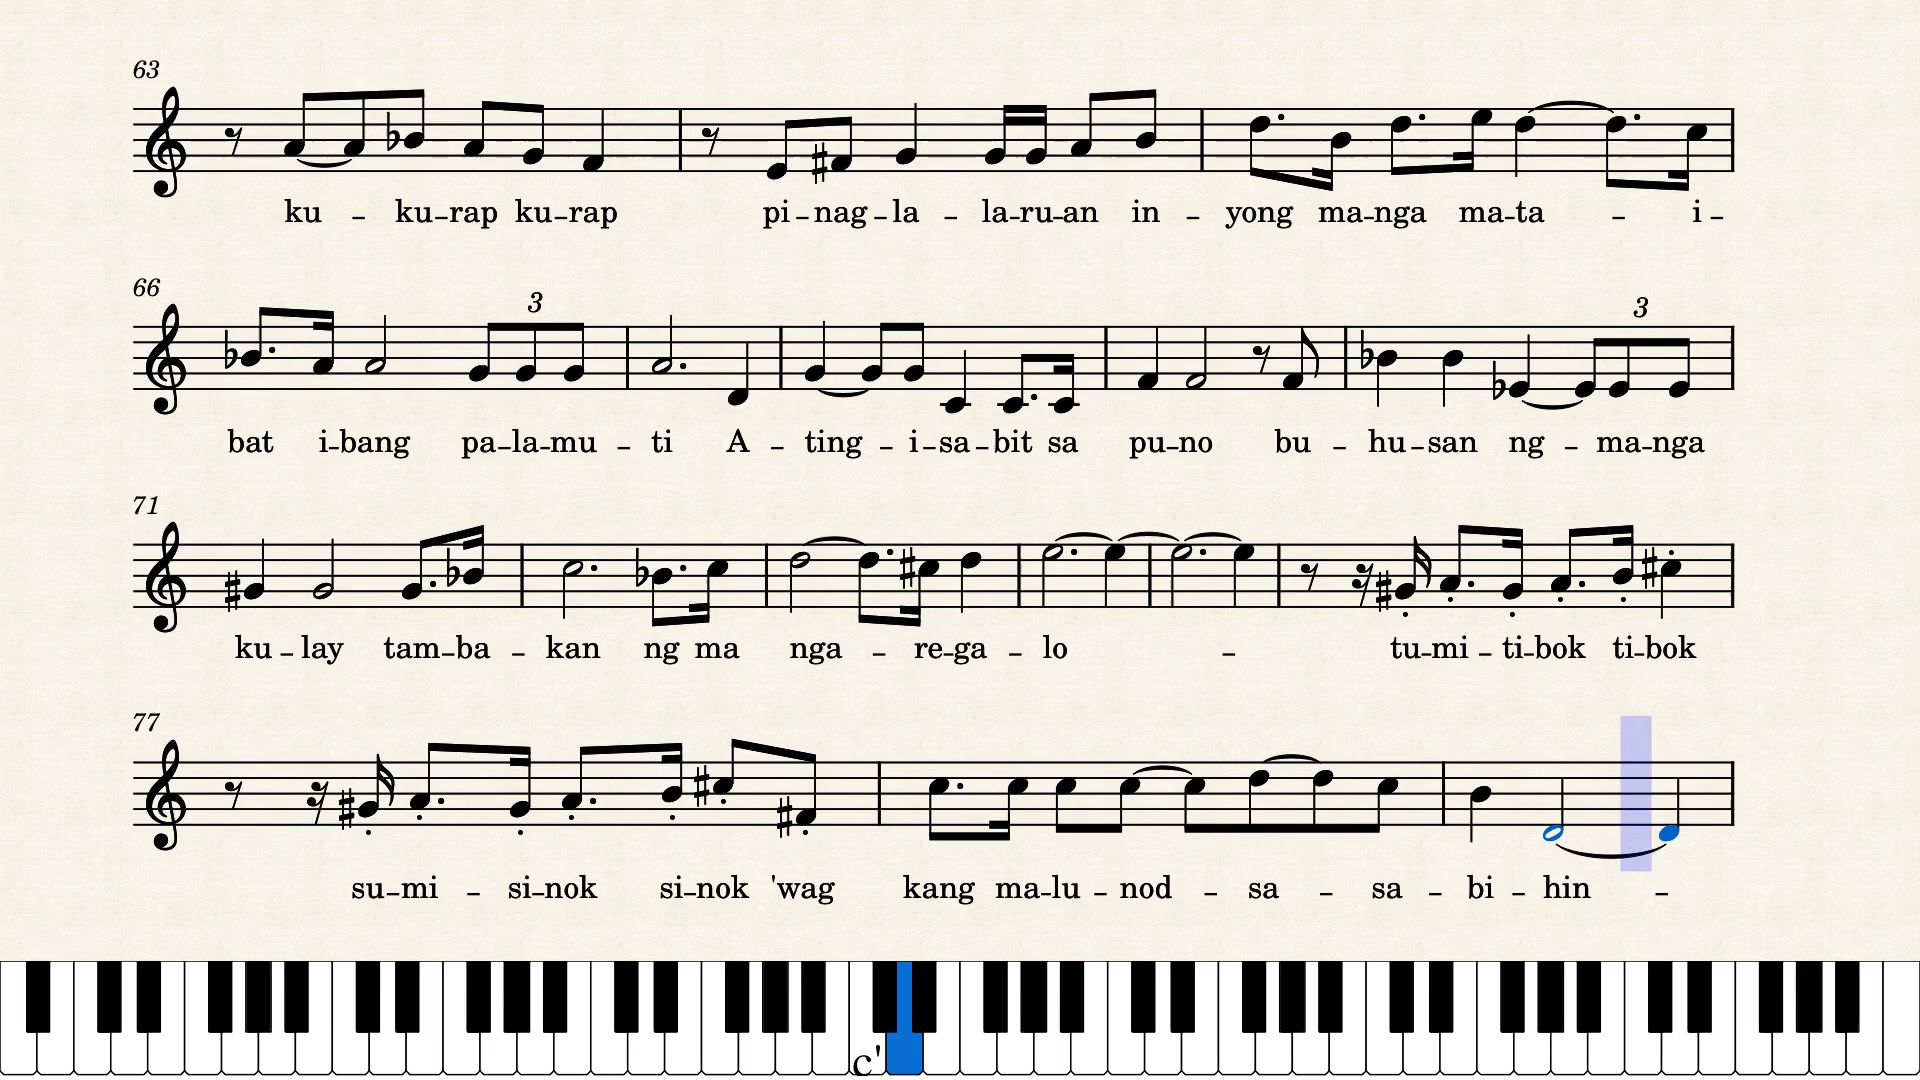 63
ku – ku–rap ku–rap pi–nag–la – la–ru–an in – yong ma–nga ma–ta – i –
66
3 3
bat i–bang pa–la–mu – ti A – ting – i–sa–bit sa pu–no bu – hu–san ng – ma–nga
71
ku–lay tam–ba – kan ng ma nga – re–ga – lo – tu–mi – ti–bok ti–bok
77
su–mi – si–nok si–nok 'wag kang ma–lu – nod – sa – sa – bi – hin –
c'